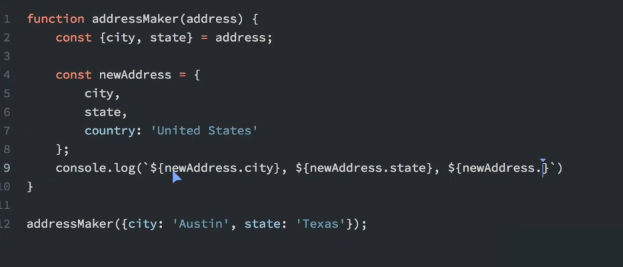 1 function addressMaker(address) {
2 const {city, state} = address;
3
4 const newAddress = {
5 city,
6 state,
7 country: 'United States'
8 };
9 console.log(`${newAddress.city}, ${newAddress.state}, ${newAddress.}`)
10 }
11
12 addressMaker({city: 'Austin', state: 'Texas'});